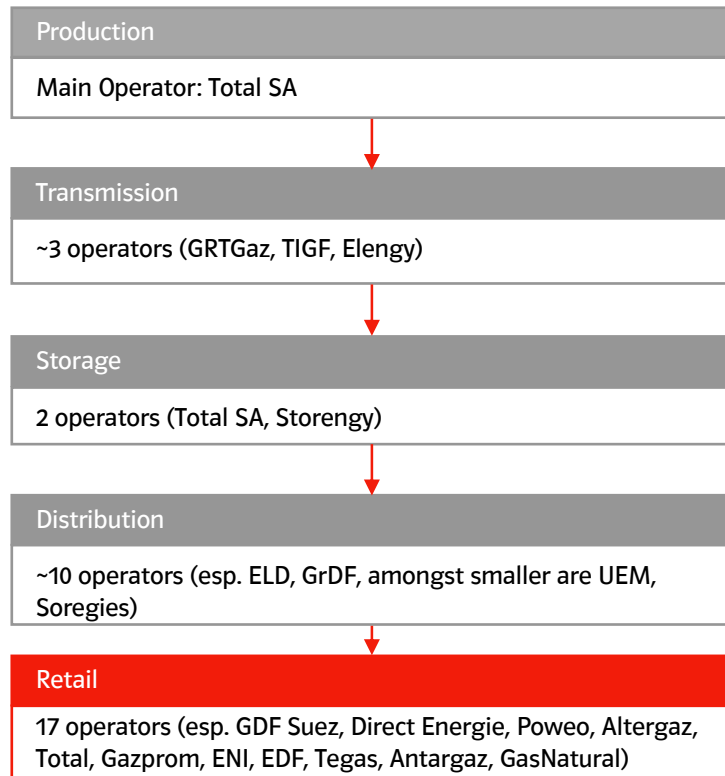 Production
Main Operator: Total SA
Transmission
~3 operators (GRTGaz, TIGF, Elengy)
Storage
2 operators (Total SA, Storengy)
Distribution
~10 operators (esp. ELD, GrDF, amongst smaller are UEM,
Soregies)
Retail
17 operators (esp. GDF Suez, Direct Energie, Poweo, Altergaz,
Total, Gazprom, ENI, EDF, Tegas, Antargaz, GasNatural)